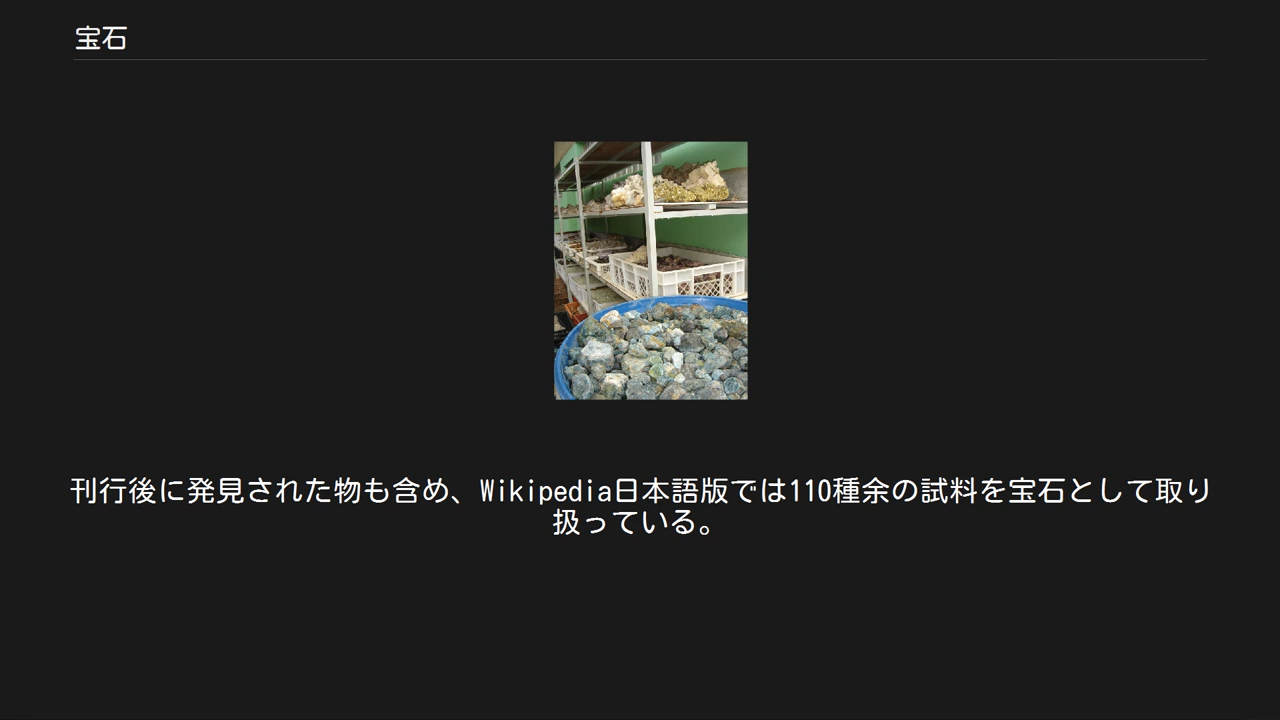 宝石
刊行後に発見された物も含め、Wikipedia日本語版では110種余の試料を宝石として取り
扱っている。